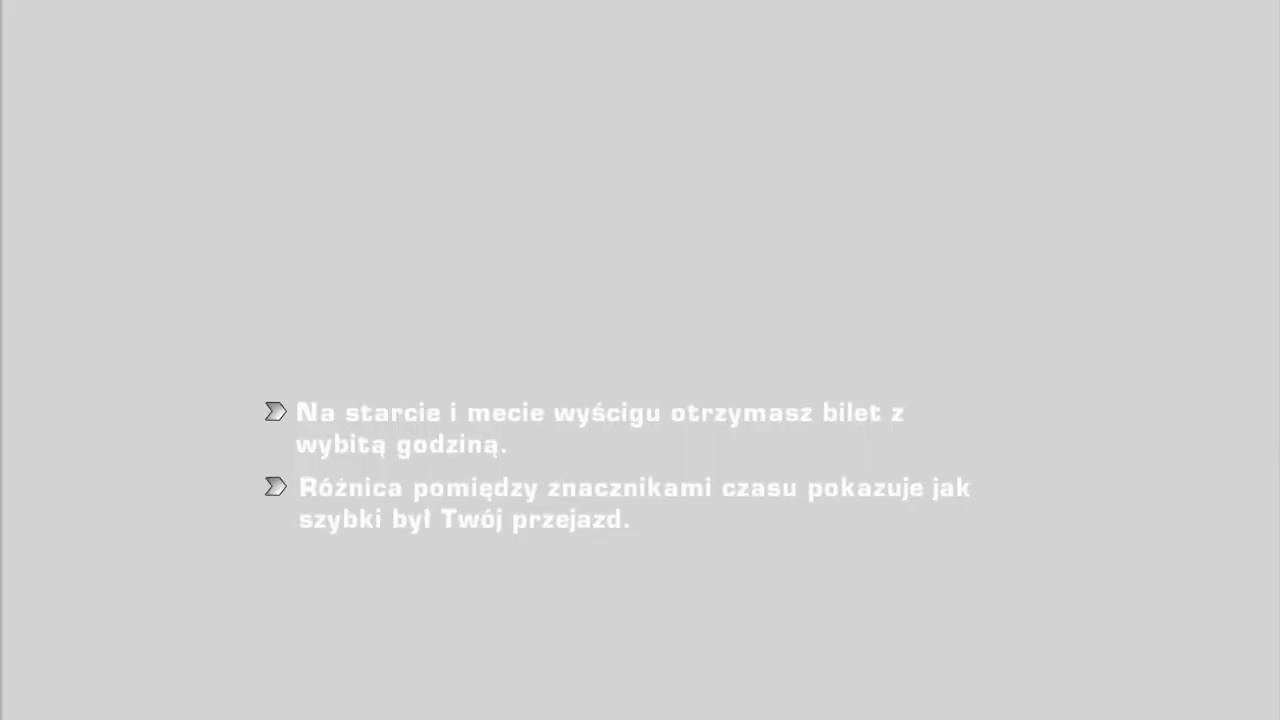 Na starcie i mecie wyścigu otrzymasz bilet z
wybitą godziną.
Różnica pomiędzy znacznikami czasu pokazuje jak
szybki był Twój przejazd.